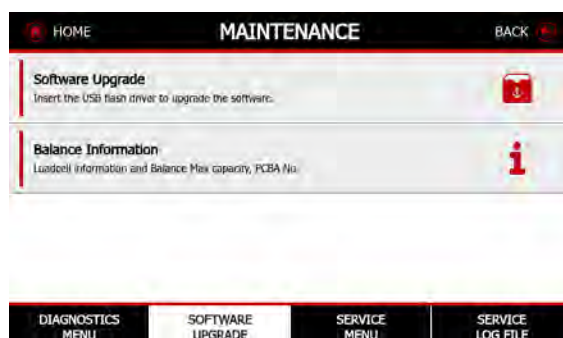 HOME
MAINTENANCE
BACK
Software Upgrade
Insert the USB flash driver to upgrade the software.
Balance Information
Loadcell information and Balance Max capacity, PCBA No.
DIAGNOSTICS
MENU
SOFTWARE
UPGRADE
SERVICE
MENU
SERVICE
LOG FILE